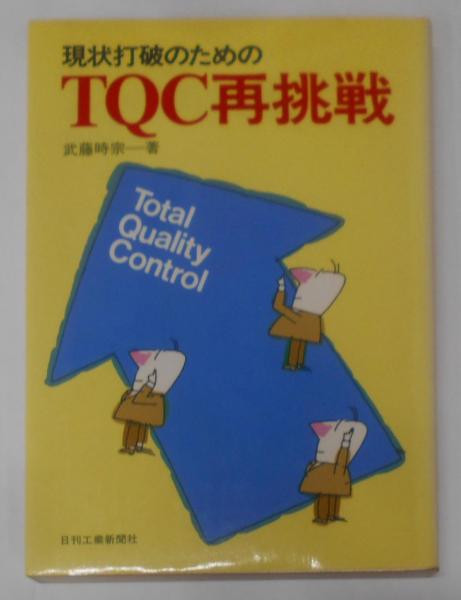 現状打破のための
TQC再挑戦
武藤時宗―著
Total
Quality
Control
日刊工業新聞社